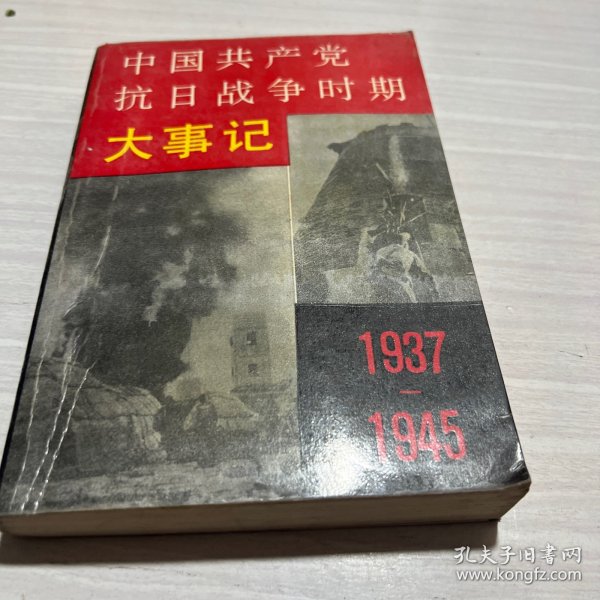 中国共产党
抗日战争时期
大事记
1937
—
1945
孔夫子旧书网
www.kongfz.com